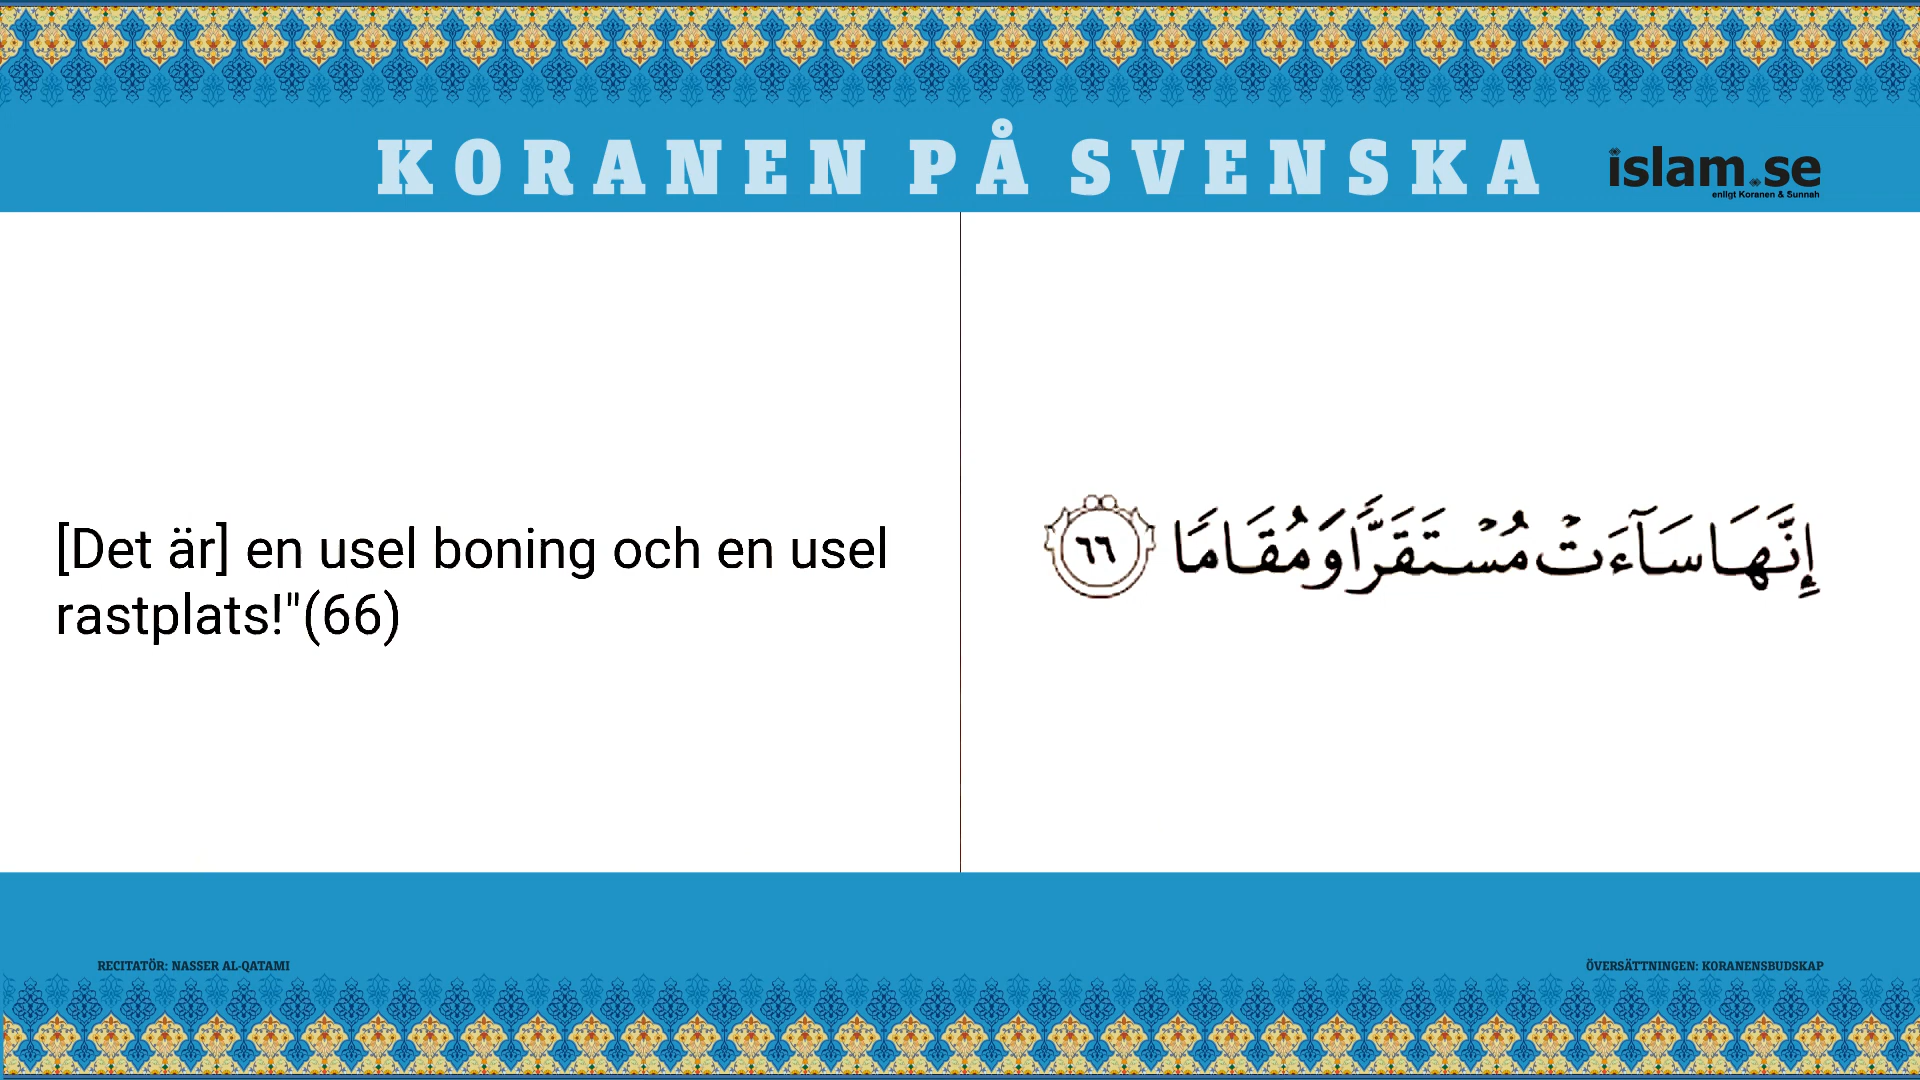 KORANEN PÅ SVENSKA
islam.se
enligt Koranen & Sunnah
[Det är] en usel boning och en usel
rastplats!"(66)
إِنَّهَا سَآءَتۡ مُسۡتَقَرّٗا وَمُقَامٗا ٦٦
RECITATÖR: NASSER AL-QATAMI
ÖVERSÄTTNINGEN: KORANENSBUDSKAP